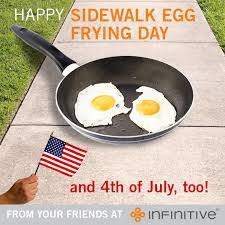 HAPPY SIDEWALK EGG
FRYING DAY
and 4th of July, too!
FROM YOUR FRIENDS AT INFINITIVE